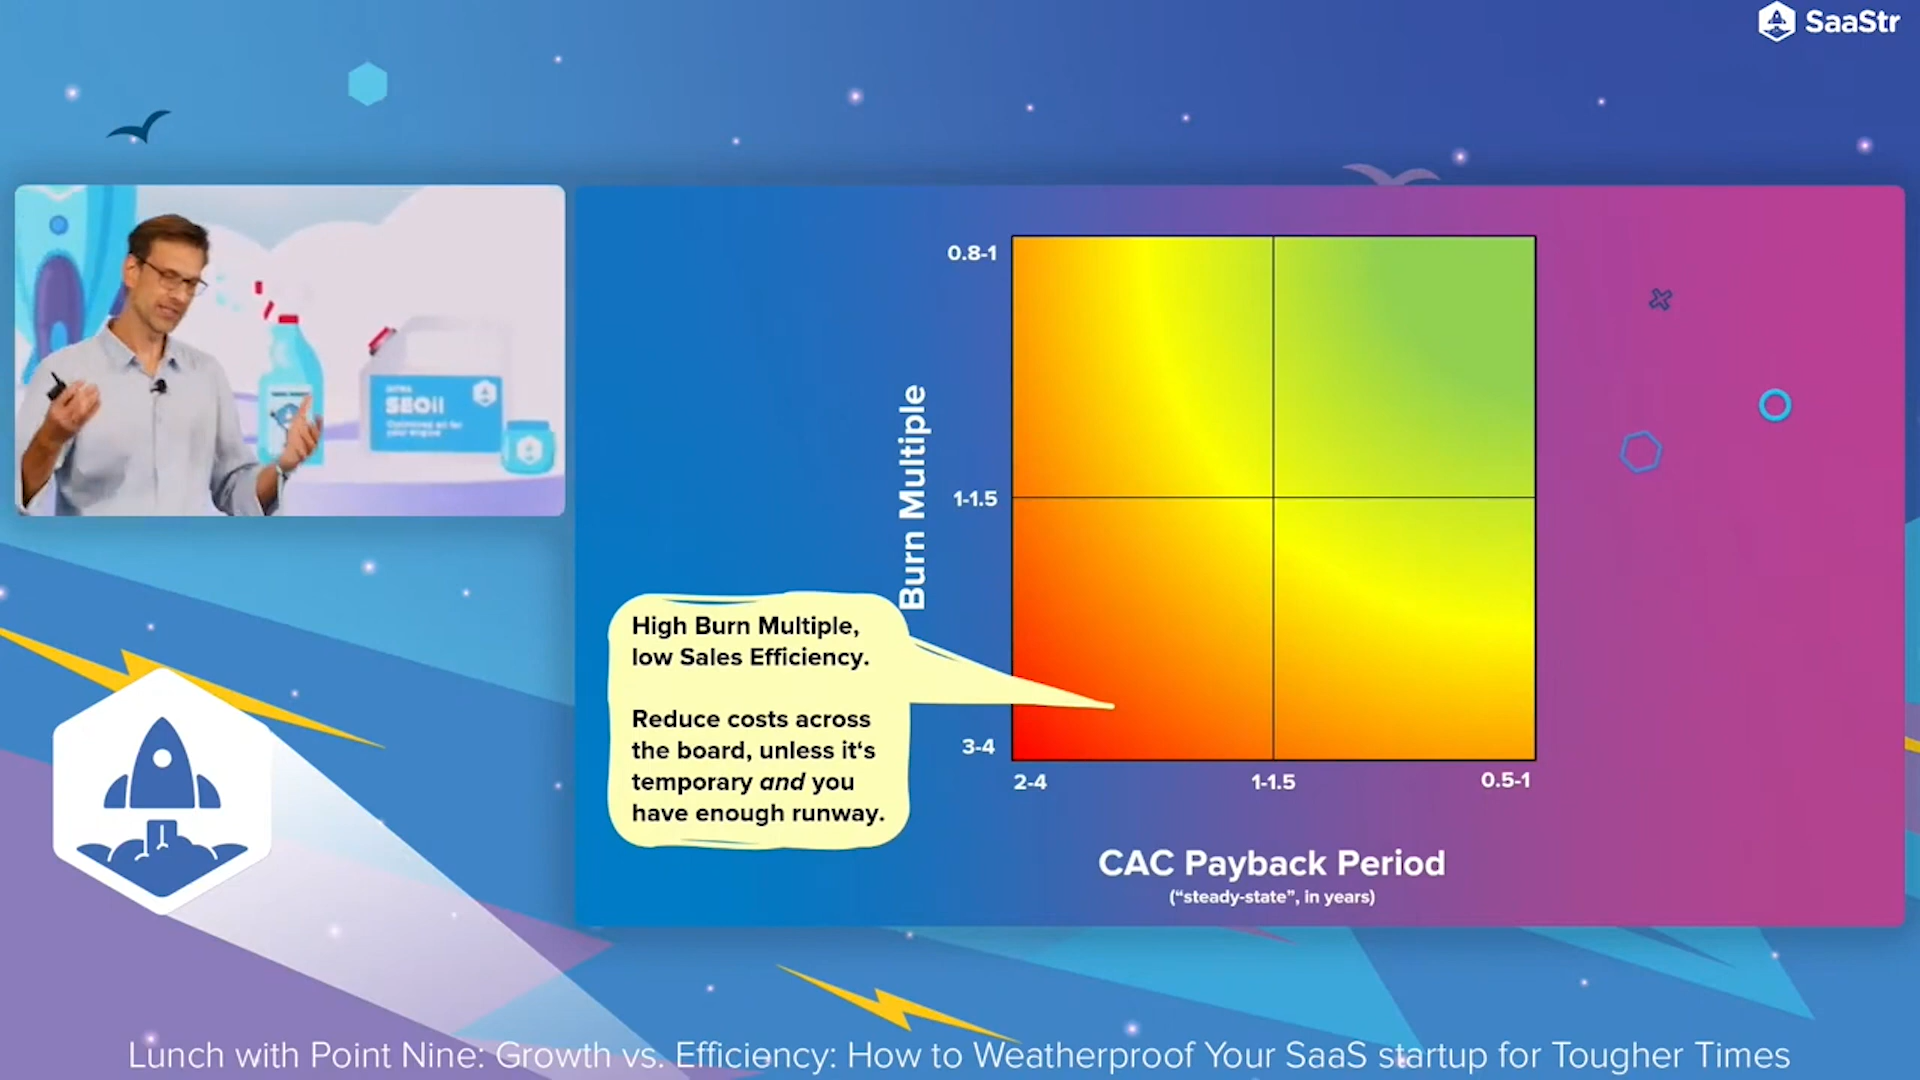 SaaStr
SEOil
0.8-1
1-1.5
3-4
Burn Multiple
High Burn Multiple,
low Sales Efficiency.
Reduce costs across
the board, unless it‘s
temporary and you
have enough runway.
2-4
1-1.5
0.5-1
CAC Payback Period
(“steady-state”, in years)
Lunch with Point Nine: Growth vs. Efficiency: How to Weatherproof Your SaaS startup for Tougher Times